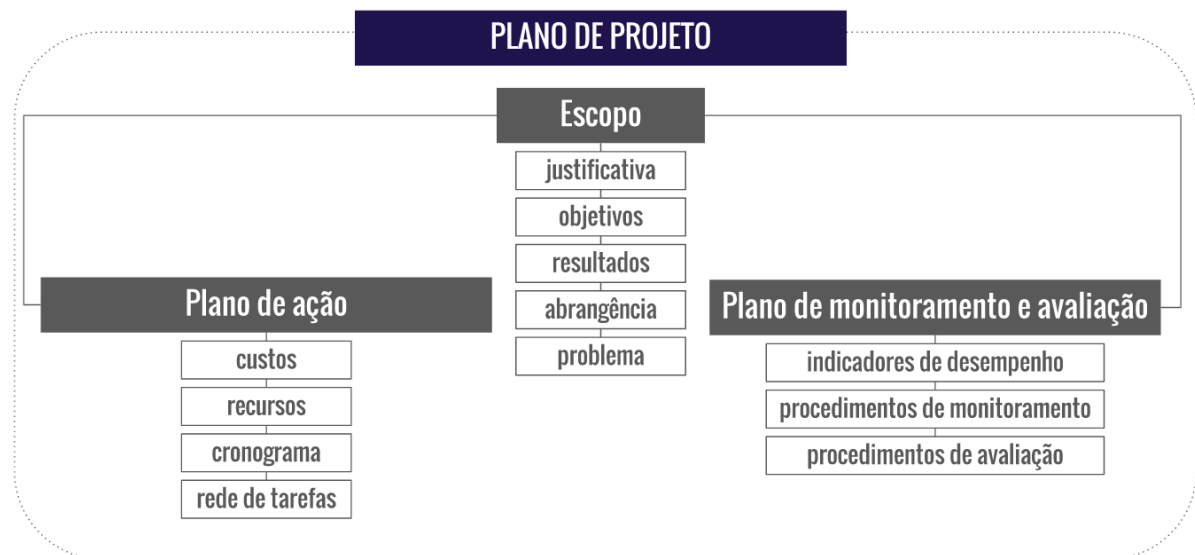 PLANO DE PROJETO
Escopo
justificativa
objetivos
resultados
abrangência
problema
Plano de ação
custos
recursos
cronograma
rede de tarefas
Plano de monitoramento e avaliação
indicadores de desempenho
procedimentos de monitoramento
procedimentos de avaliação